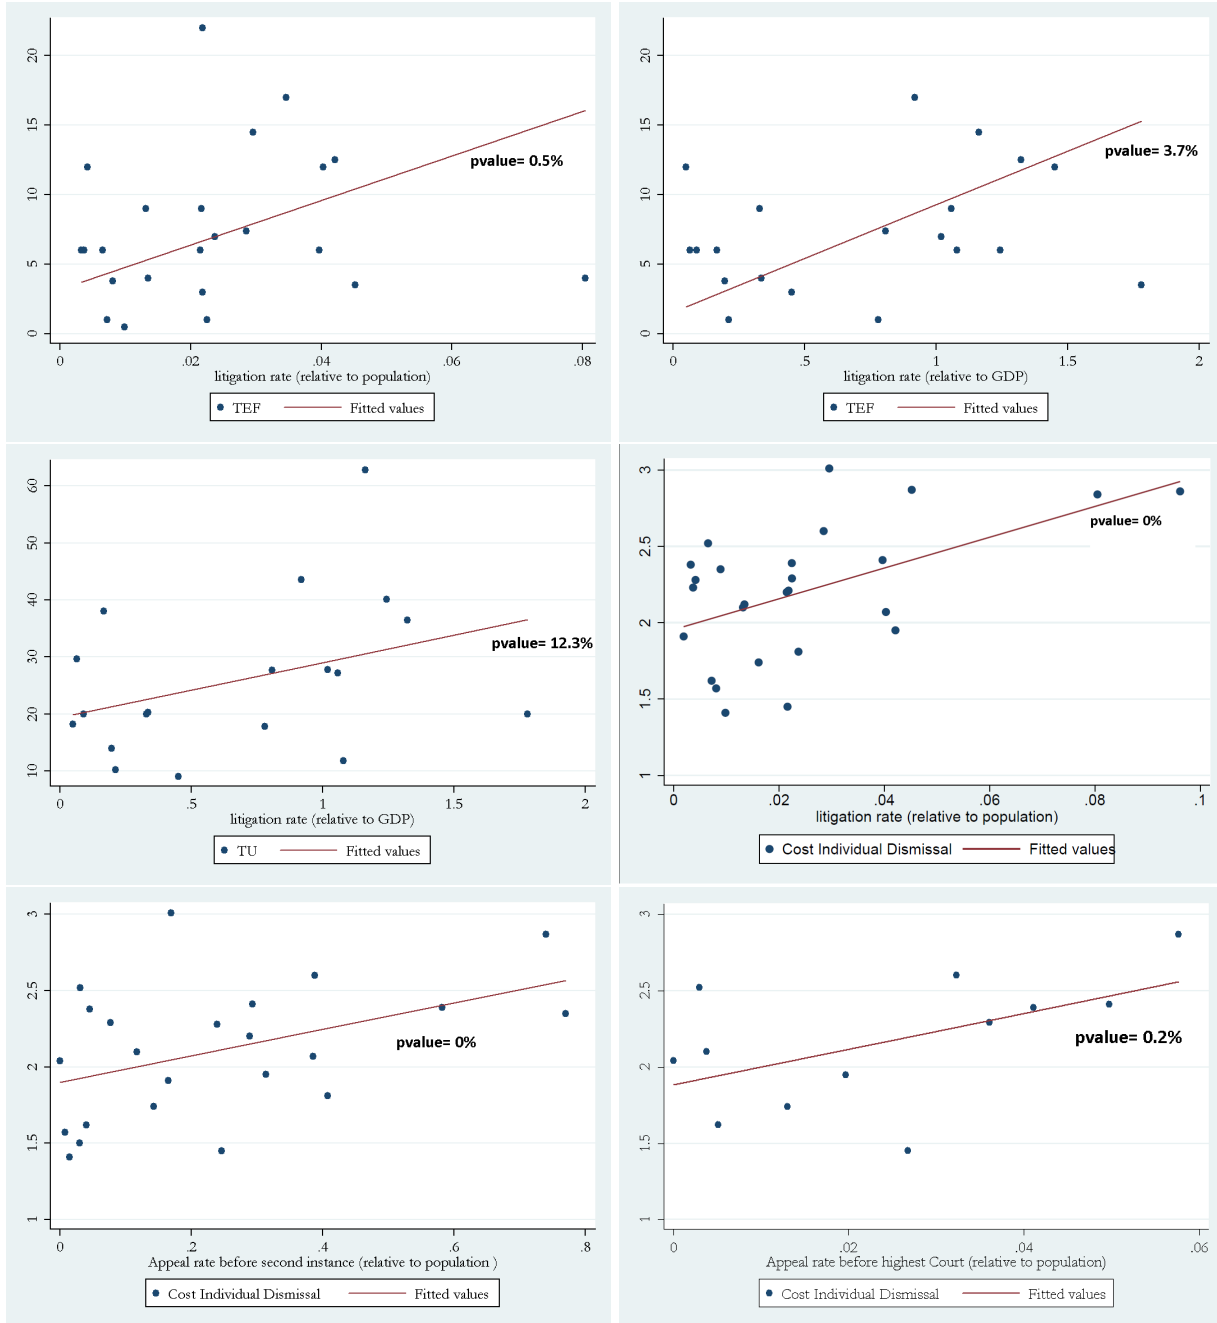 20
15
10
5
0
pvalue= 0.5%
0 .02 .04 .06 .08
litigation rate (relative to population)
TEF Fitted values
20
15
10
5
0
pvalue= 3.7%
0 .5 1 1.5 2
litigation rate (relative to GDP)
TEF Fitted values
60
50
40
30
20
10
pvalue= 12.3%
0 .5 1 1.5 2
litigation rate (relative to GDP)
TU Fitted values
3
2.5
2
1.5
1
pvalue= 0%
0 .02 .04 .06 .08 .1
litigation rate (relative to population)
Cost Individual Dismissal Fitted values
3
2.5
2
1.5
1
pvalue= 0%
0 .2 .4 .6 .8
Appeal rate before second instance (relative to population )
Cost Individual Dismissal Fitted values
3
2.5
2
1.5
1
pvalue= 0.2%
0 .02 .04 .06
Appeal rate before highest Court (relative to population)
Cost Individual Dismissal Fitted values